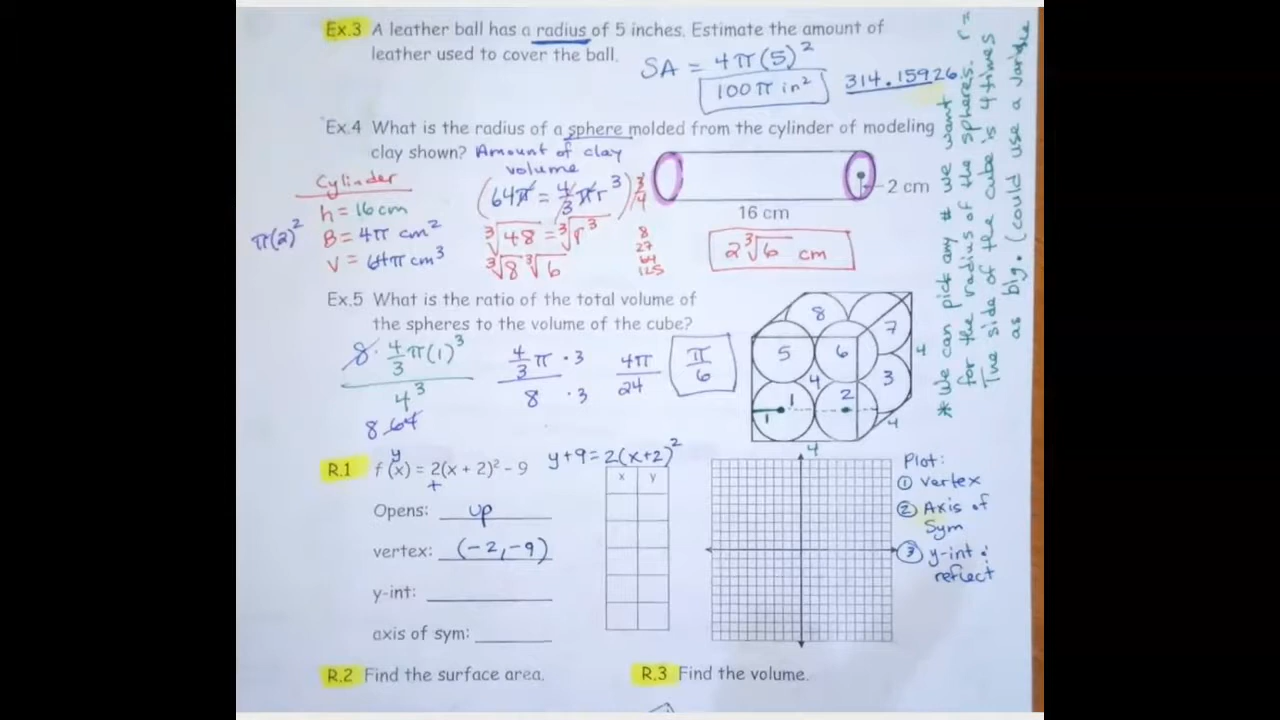 Ex.3 A leather ball has a radius of 5 inches. Estimate the amount of
leather used to cover the ball.
SA = 4π(5)²
100π in²
314.15926
Ex.4 What is the radius of a sphere molded from the cylinder of modeling
clay shown? Amount of clay
volume
Cylinder
h = 16 cm
π(2)²
B = 4π cm²
V = 64π cm³
(64π = 4/3 πr³) 3/4
∛48 = ∛r³
∛8 ∛6
8
27
64
125
2 cm
16 cm
2∛6 cm
Ex.5 What is the ratio of the total volume of
the spheres to the volume of the cube?
8 · 4/3 π(1)³
4³
8 64
4/3 π · 3
8 · 3
4π
24
π
6
8
7
5
6
4
3
1
2
1
4
4
4
* We can pick any # we want
for the radius of the spheres. r =
The side of the cube is 4 times
as big. (could use a variable
R.1 f(x) = 2(x + 2)² - 9
y
+
y+9=2(x+2)²
Opens: up
vertex: (-2,-9)
y-int:
axis of sym:
x y
Plot:
① Vertex
② Axis of
Sym
③ y-int &
reflect
R.2 Find the surface area.
R.3 Find the volume.